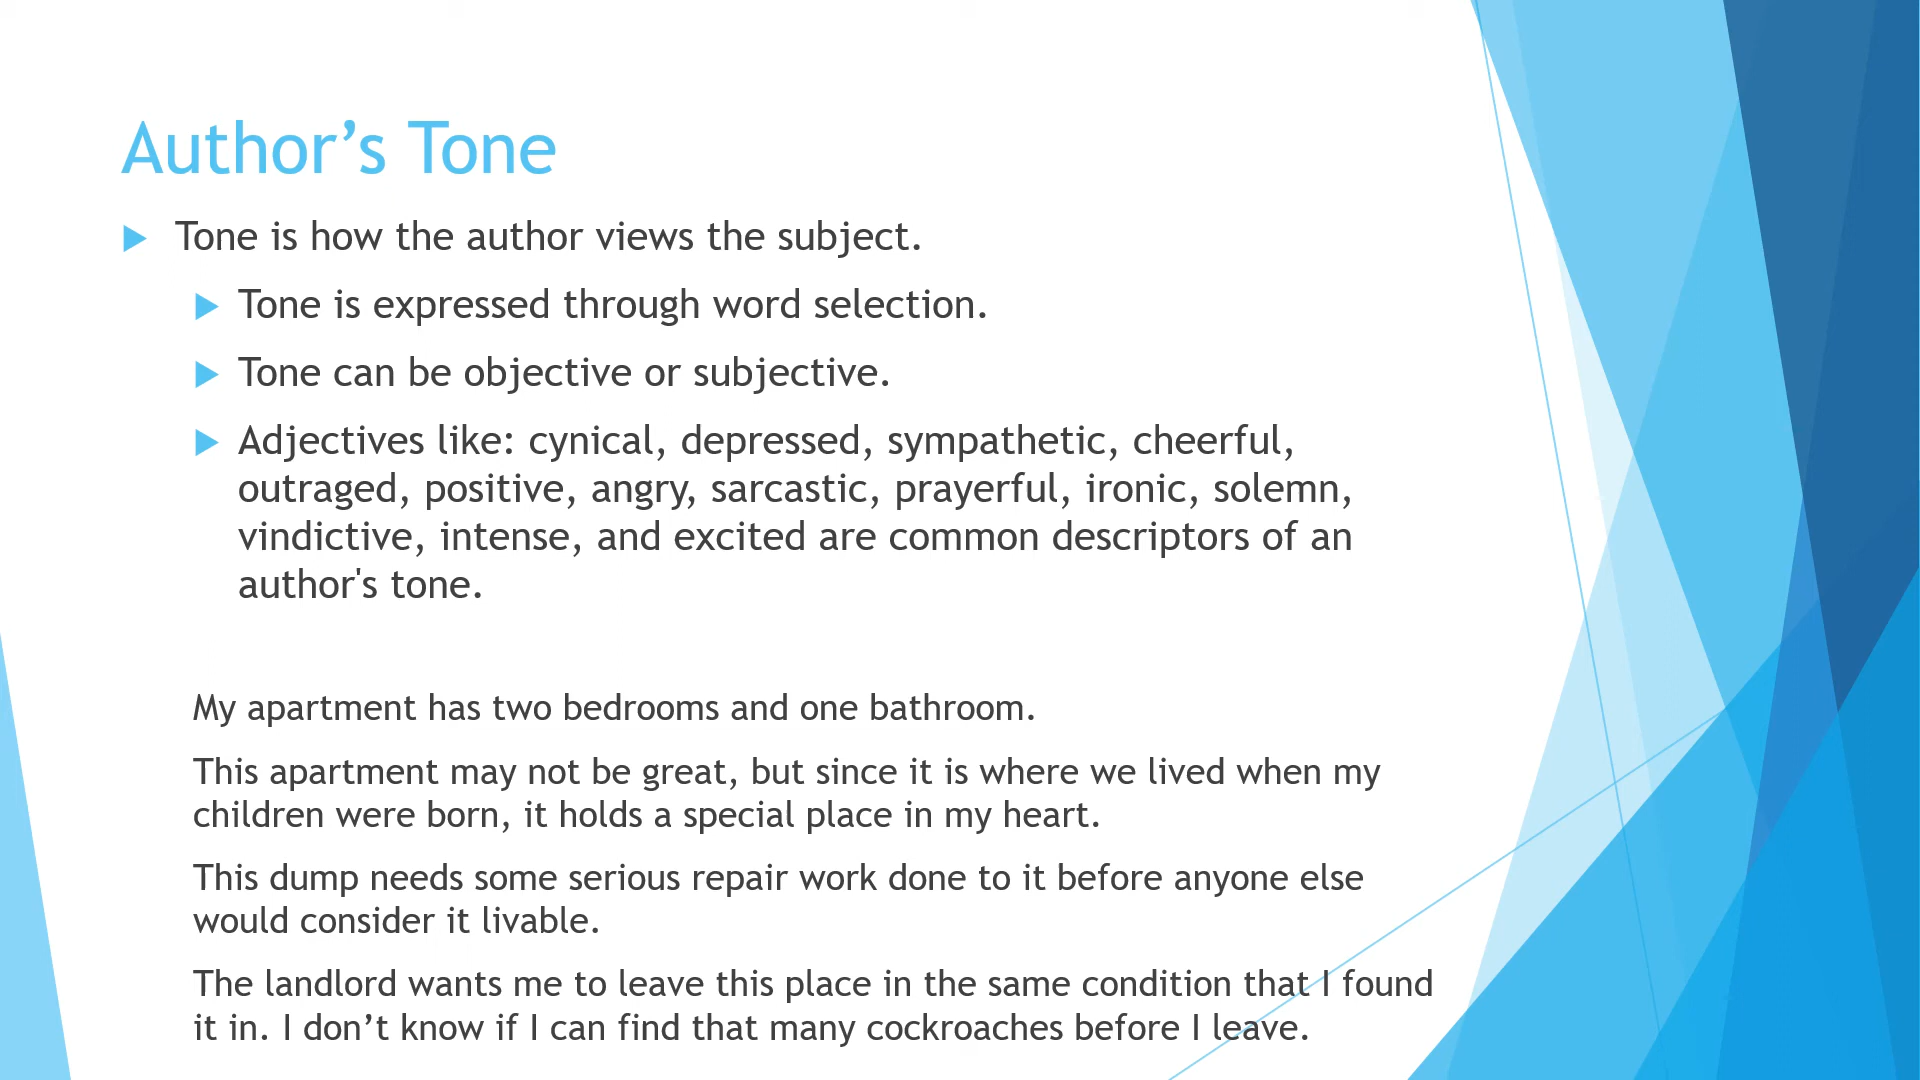 Author’s Tone
Tone is how the author views the subject.
Tone is expressed through word selection.
Tone can be objective or subjective.
Adjectives like: cynical, depressed, sympathetic, cheerful,
outraged, positive, angry, sarcastic, prayerful, ironic, solemn,
vindictive, intense, and excited are common descriptors of an
author's tone.
My apartment has two bedrooms and one bathroom.
This apartment may not be great, but since it is where we lived when my
children were born, it holds a special place in my heart.
This dump needs some serious repair work done to it before anyone else
would consider it livable.
The landlord wants me to leave this place in the same condition that I found
it in. I don’t know if I can find that many cockroaches before I leave.